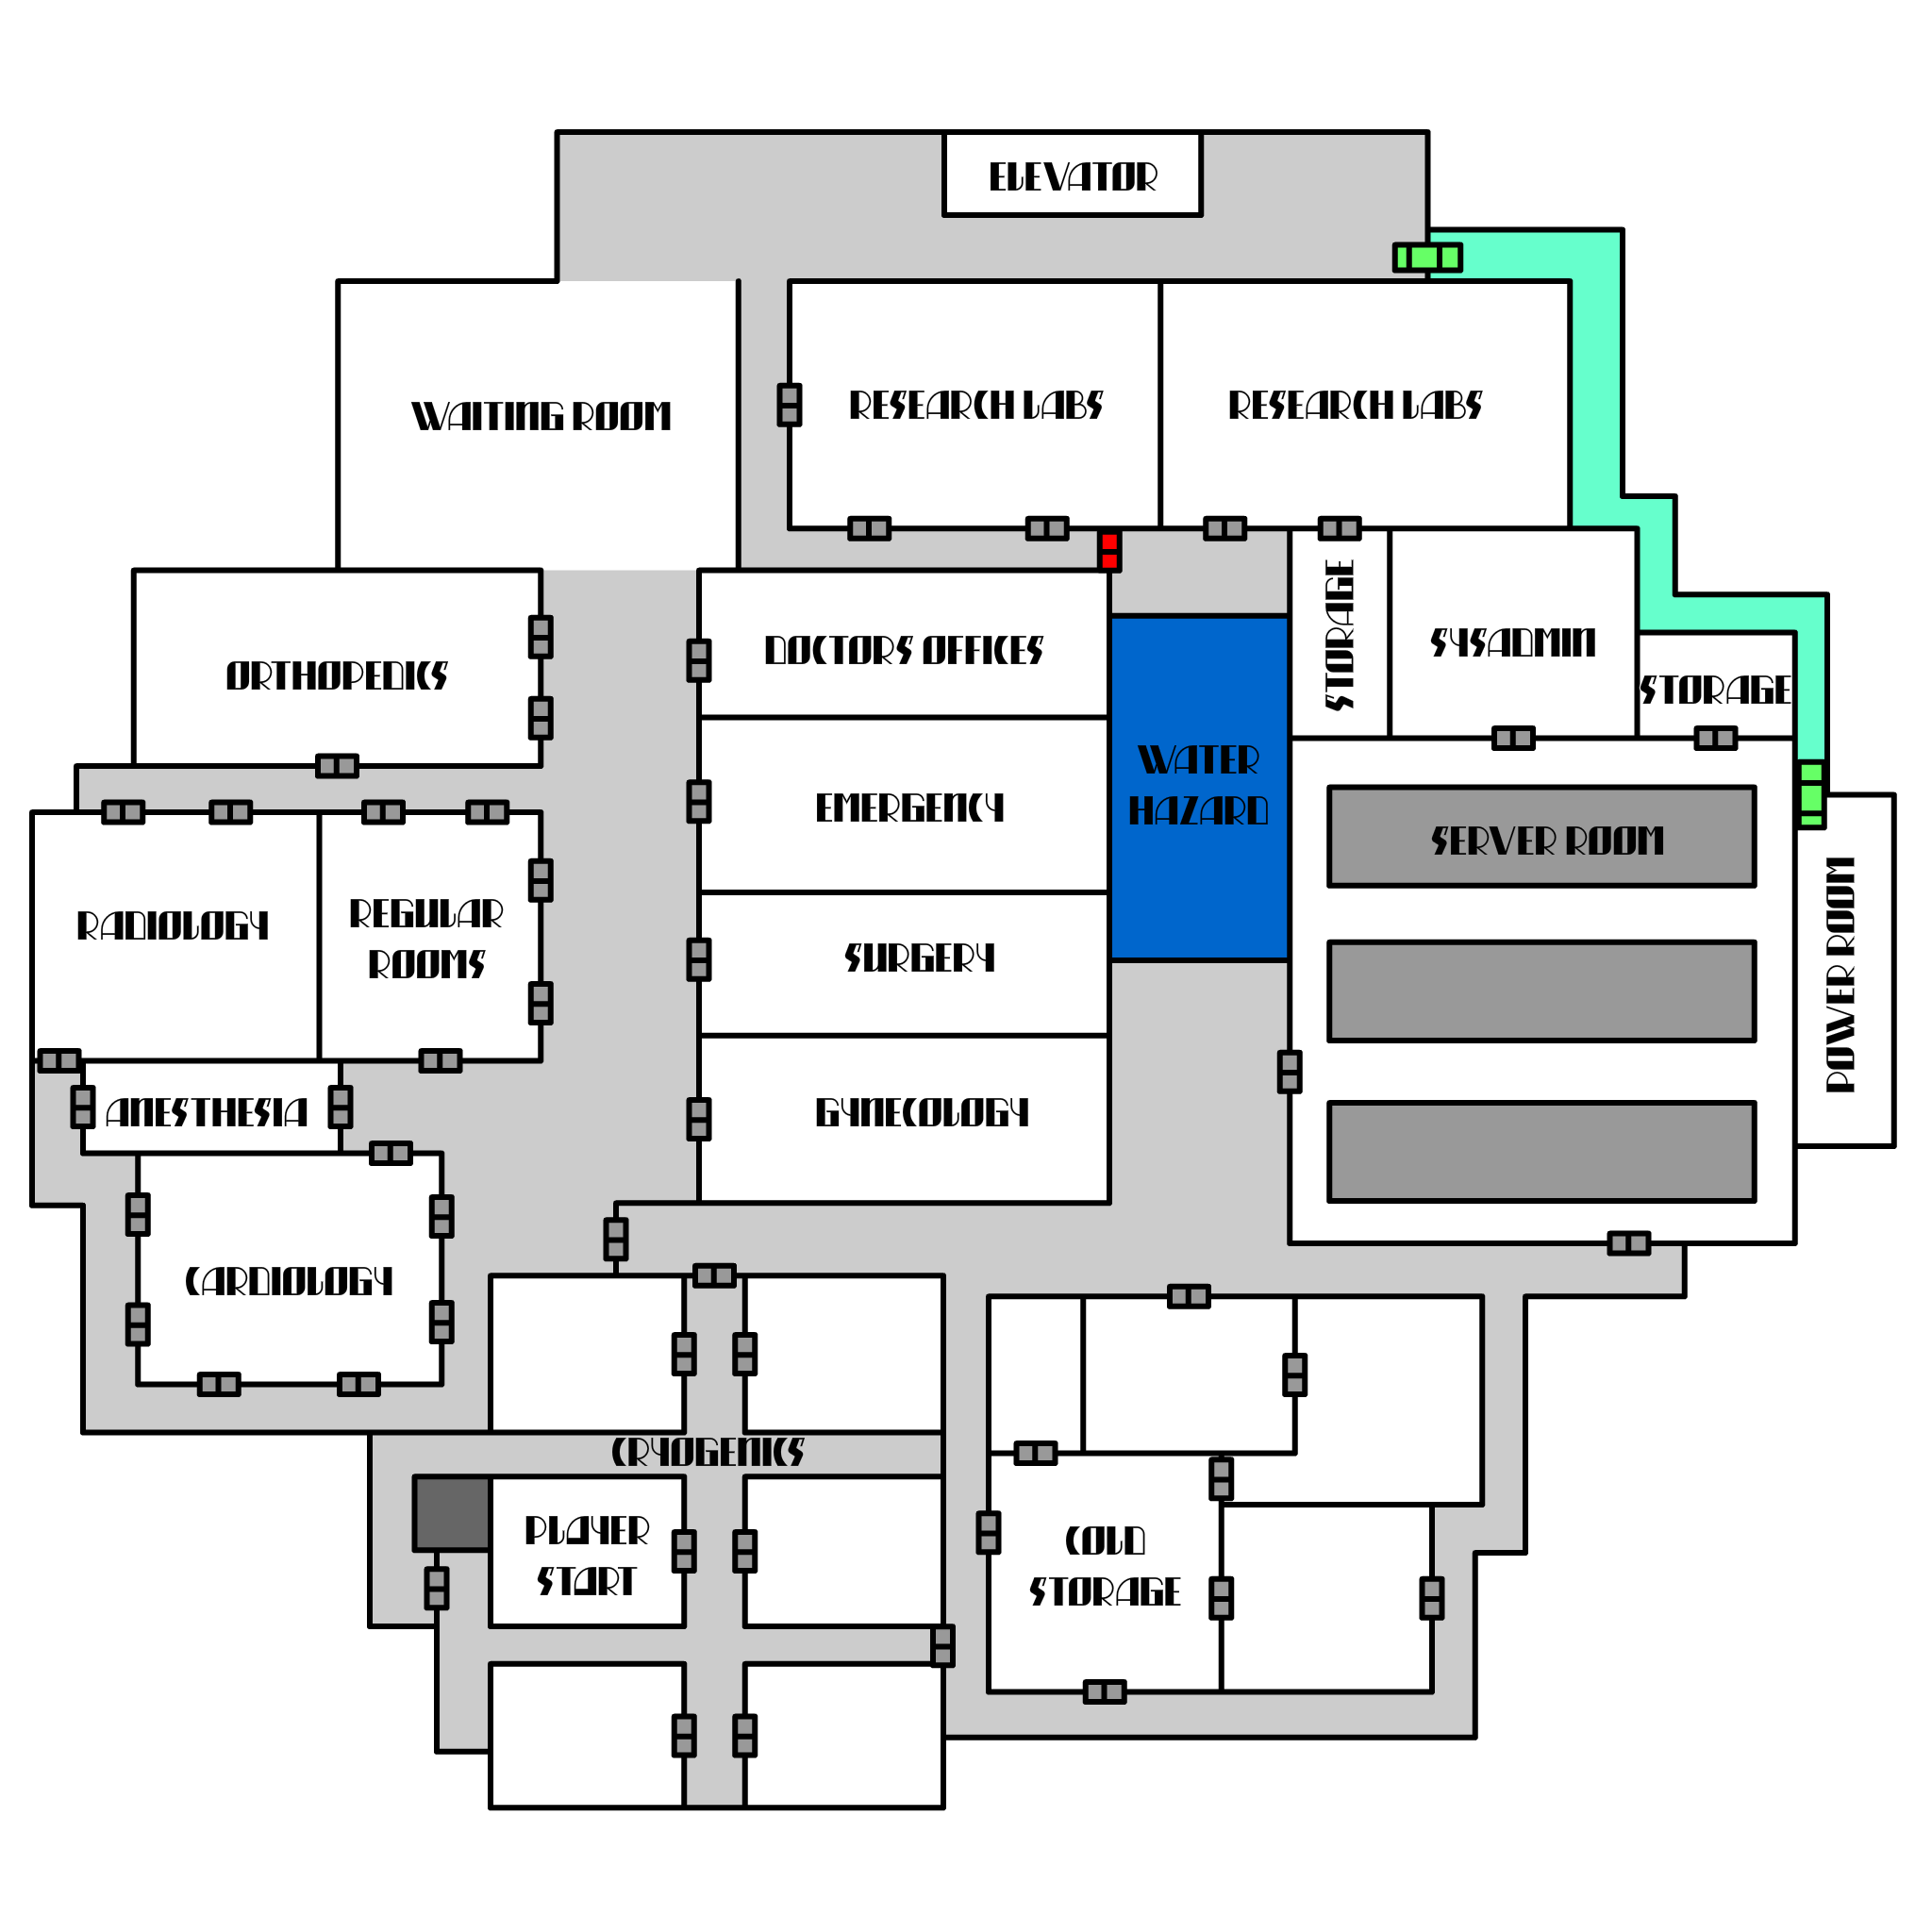 ELEVATOR
WAITING ROOM
RESEARCH LABS
RESEARCH LABS
ORTHOPEDICS
DOCTORS OFFICES
STORAGE
SYSADMIN
STORAGE
WATER
HAZARD
EMERGENCY
SERVER ROOM
RADIOLOGY
REGULAR
ROOMS
SURGERY
POWER ROOM
ANESTHESIA
GYNECOLOGY
CARDIOLOGY
CRYOGENICS
PLAYER
START
COLD
STORAGE